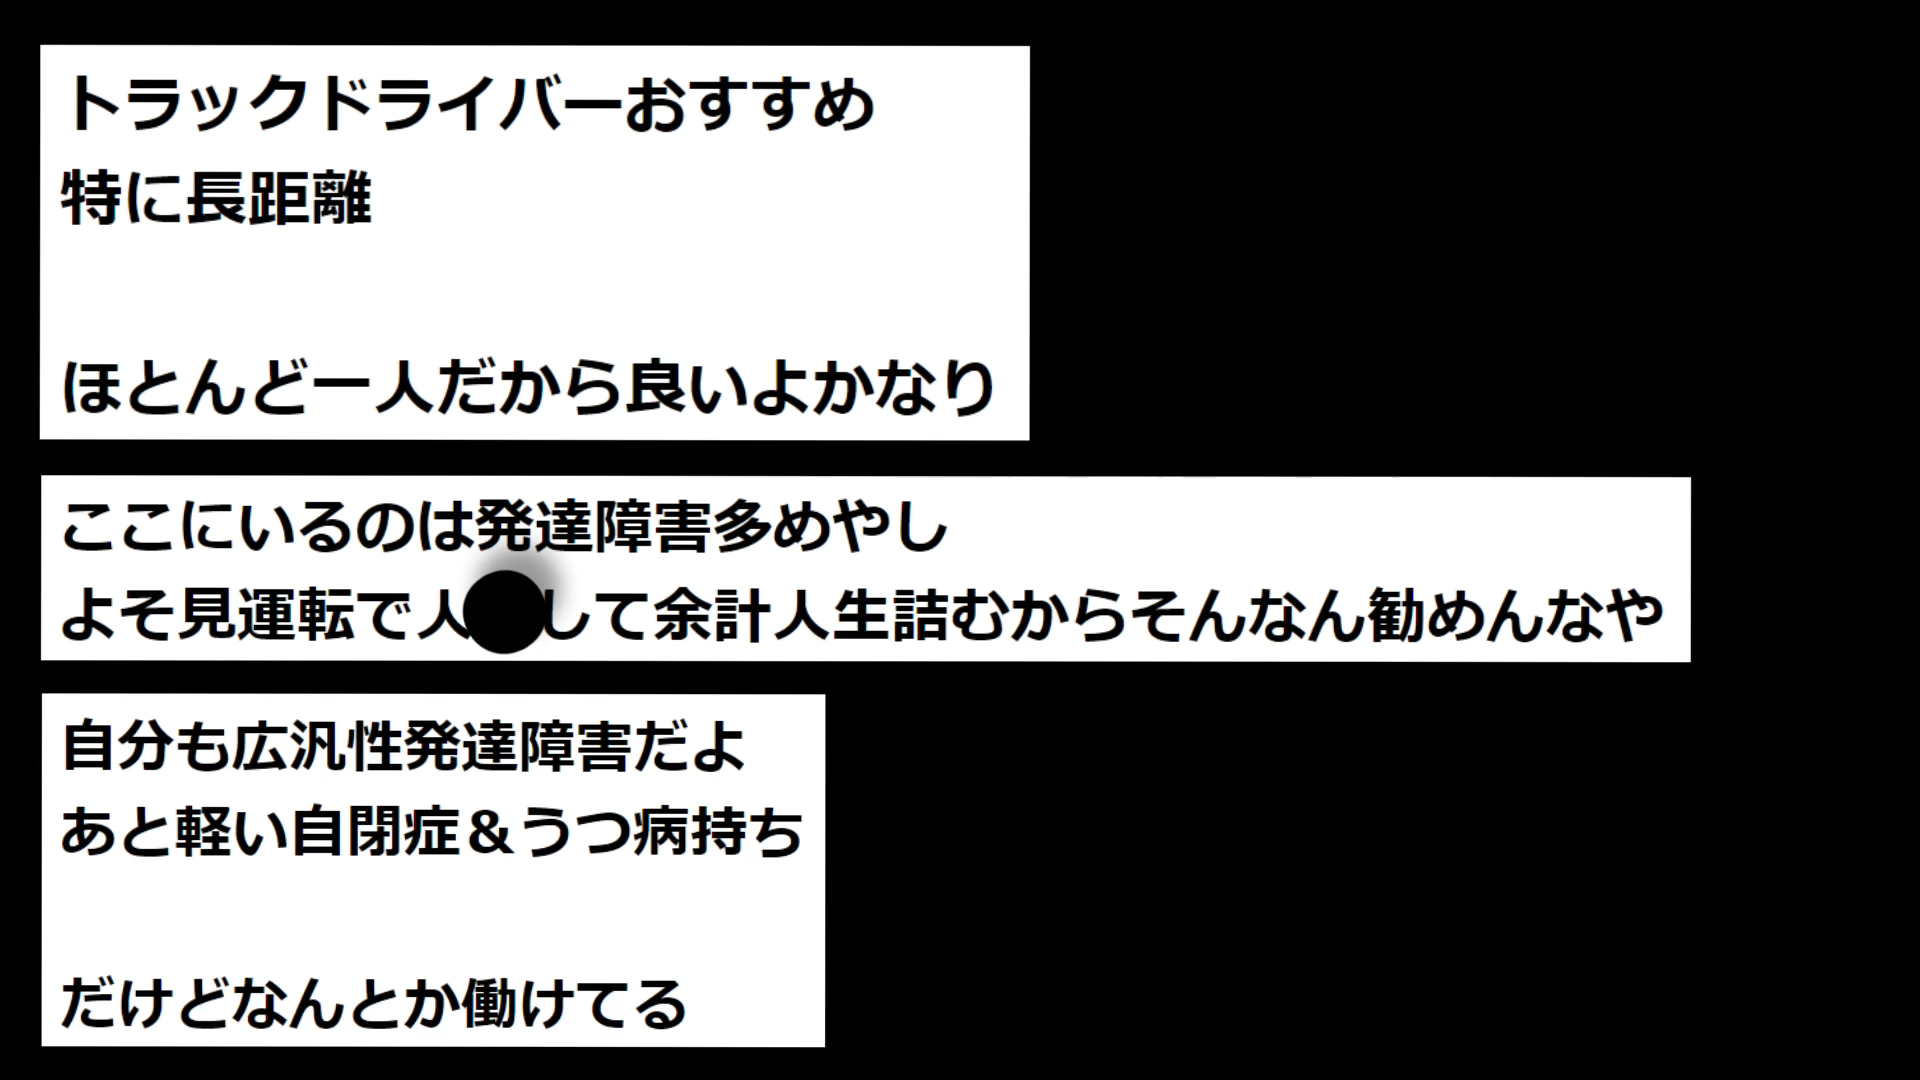 トラックドライバーおすすめ
特に長距離
ほとんど一人だから良いよかなり
ここにいるのは発達障害多めやし
よそ見運転で人●して余計人生詰むからそんなん勧めんなや
自分も広汎性発達障害だよ
あと軽い自閉症&うつ病持ち
だけどなんとか働けてる